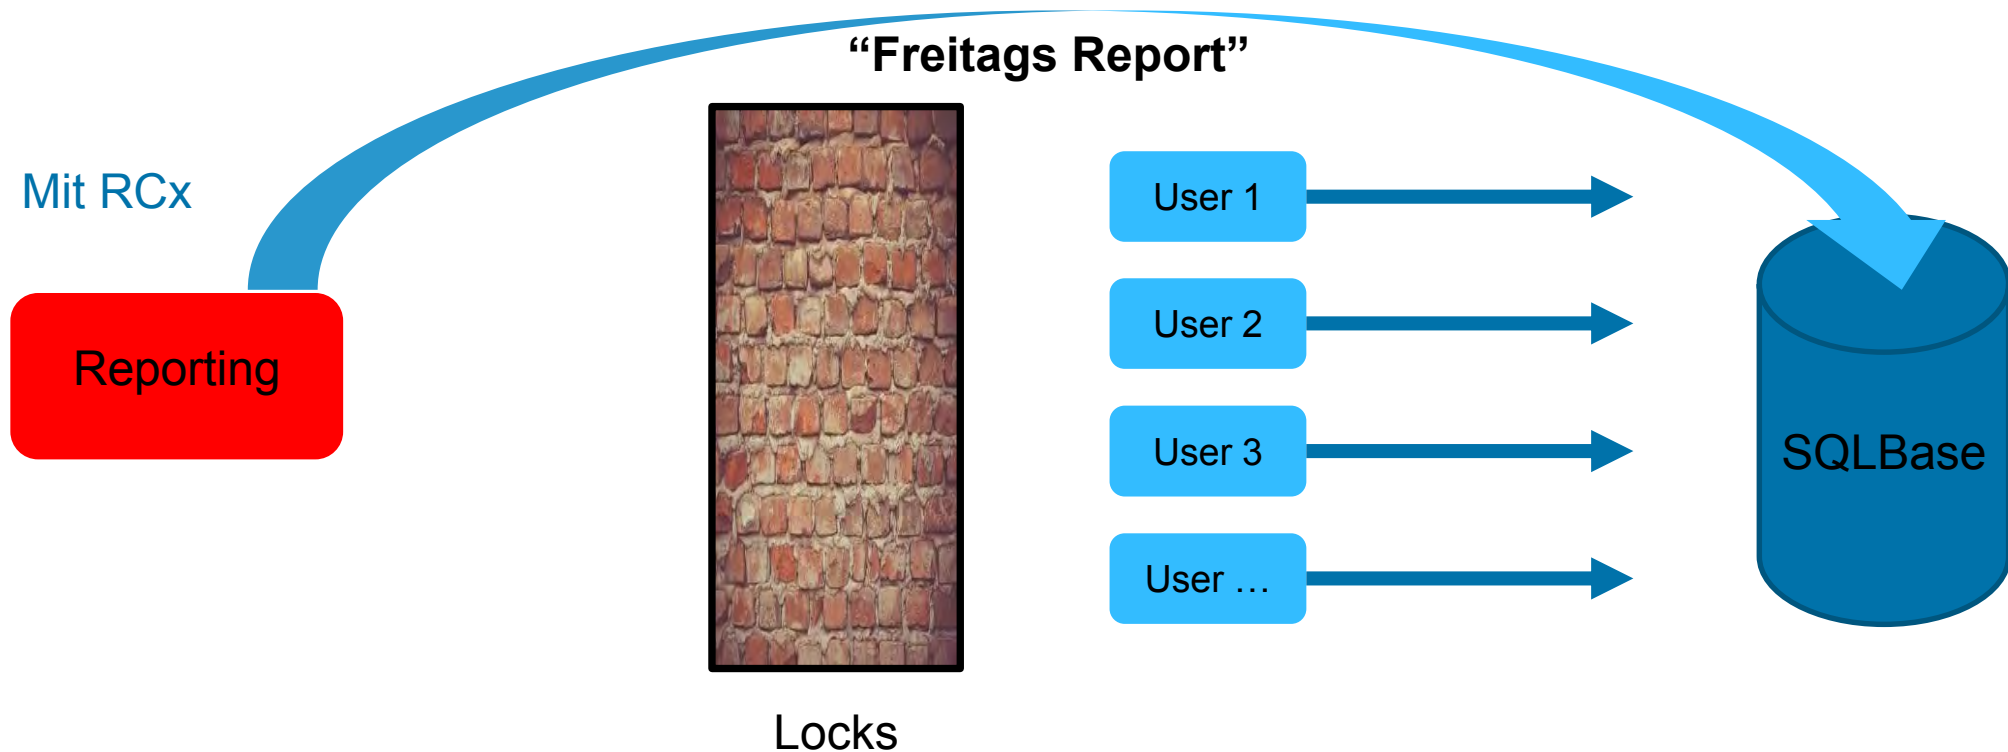 “Freitags Report”
Mit RCx
Reporting
User 1
User 2
User 3
User …
SQLBase
Locks